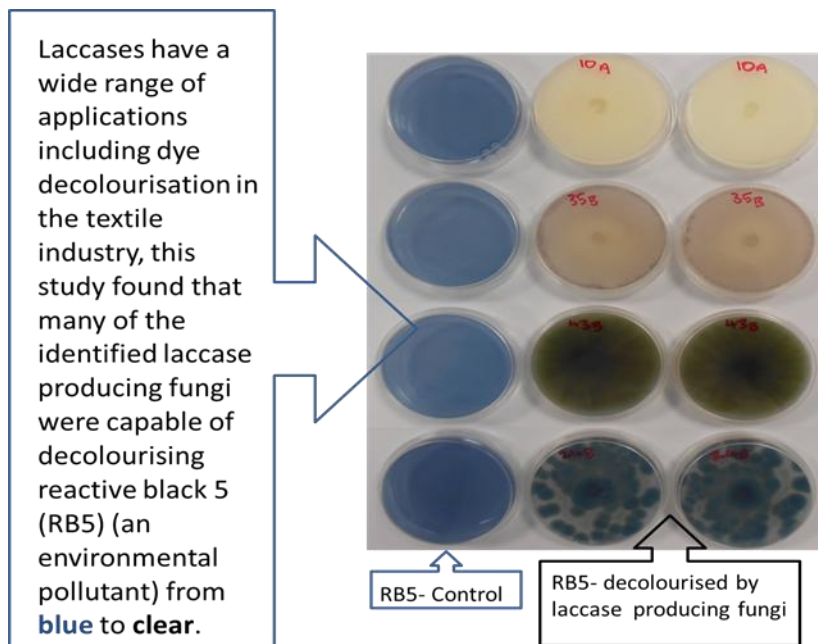 Laccases have a
wide range of
applications
including dye
decolourisation in
the textile
industry, this
study found that
many of the
identified laccase
producing fungi
were capable of
decolourising
reactive black 5
(RB5) (an
environmental
pollutant) from
blue to clear.
10A
10A
35B
35B
43B
43B
RB5- Control
RB5- decolourised by
laccase producing fungi